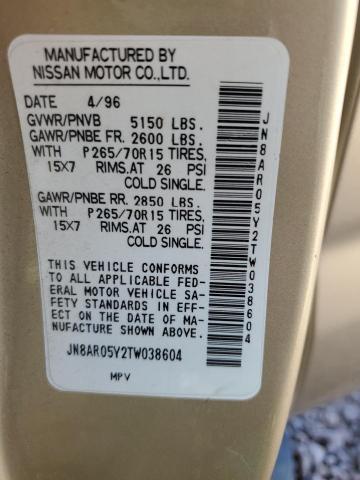 MANUFACTURED BY
NISSAN MOTOR CO.,LTD.
DATE 4/96
GVWR/PNVB 5150 LBS.
GAWR/PNBE FR. 2600 LBS.
WITH P265/70R15 TIRES,
15X7 RIMS.AT 26 PSI
COLD SINGLE.
GAWR/PNBE RR. 2850 LBS.
WITH P265/70R15 TIRES,
15X7 RIMS.AT 26 PSI
COLD SINGLE.
THIS VEHICLE CONFORMS
TO ALL APPLICABLE FED-
ERAL MOTOR VEHICLE SA-
FETY STANDARDS IN EFF-
ECT ON THE DATE OF MA-
NUFACTURE SHOWN ABOVE.
JN8AR05Y2TW038604
MPV
JN8AR05Y2TW038604